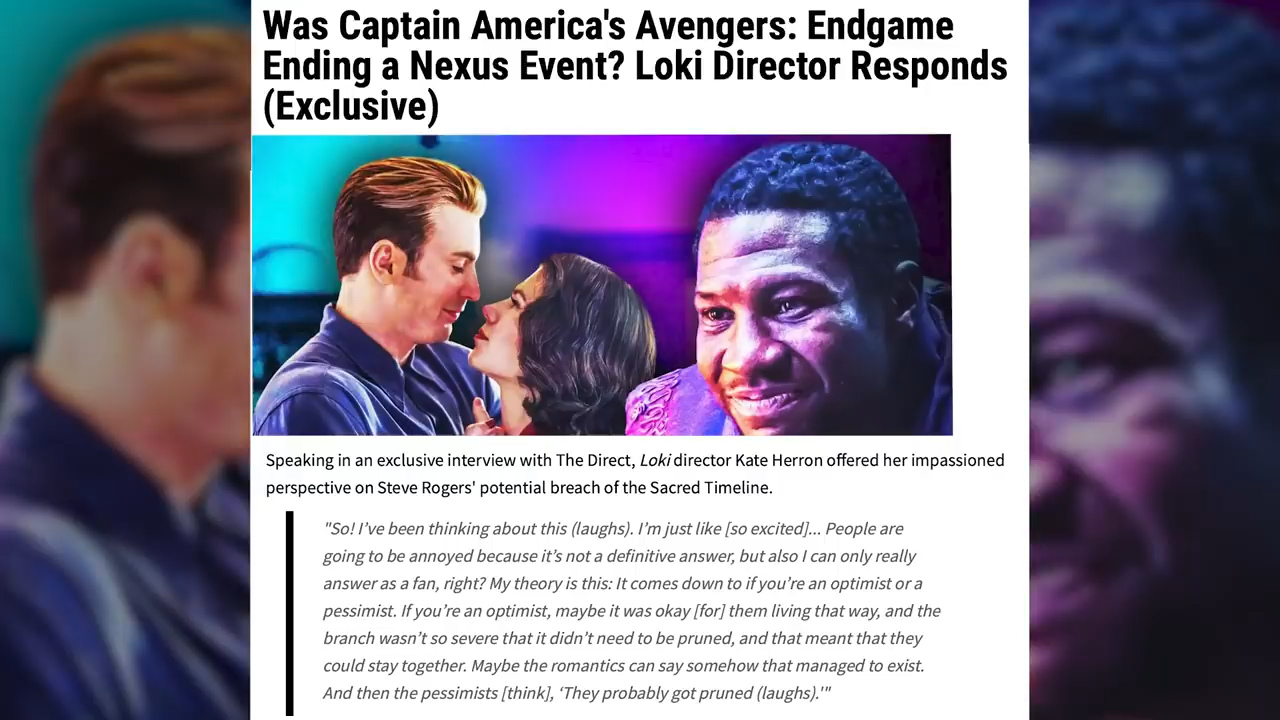 Was Captain America's Avengers: Endgame
Ending a Nexus Event? Loki Director Responds
(Exclusive)
Speaking in an exclusive interview with The Direct, Loki director Kate Herron offered her impassioned
perspective on Steve Rogers' potential breach of the Sacred Timeline.
"So! I've been thinking about this (laughs). I'm just like [so excited]... People are
going to be annoyed because it's not a definitive answer, but also I can only really
answer as a fan, right? My theory is this: It comes down to if you're an optimist or a
pessimist. If you're an optimist, maybe it was okay [for] them living that way, and the
branch wasn't so severe that it didn't need to be pruned, and that meant that they
could stay together. Maybe the romantics can say somehow that managed to exist.
And then the pessimists [think], ‘They probably got pruned (laughs).'"